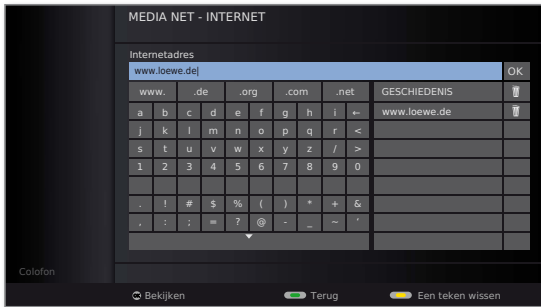 MEDIA NET - INTERNET
Internetadres
www.loewe.de OK
www. .de .org .com .net GESCHIEDENIS
a b c d e f g h i ← www.loewe.de
j k l m n o p q r <
s t u v w x y z / >
1 2 3 4 5 6 7 8 9 0
. ! # $ % ( ) * + &
, : ; = ? @ - _ ~ '
Colofon
OK Bekijken Terug Een teken wissen